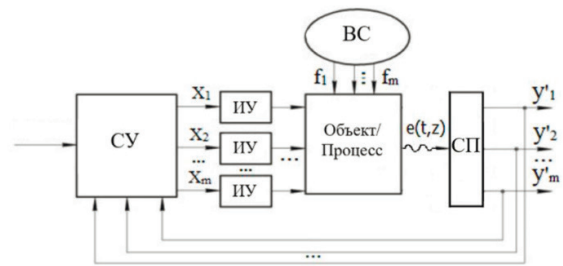 ВС
f₁ ⋮ fₘ
X₁ ИУ
y'₁
Объект/
Процесс
e(t,z)
СУ
X₂ ИУ
СП
y'₂
... ... ... ...
Xₘ ИУ
y'ₘ
...